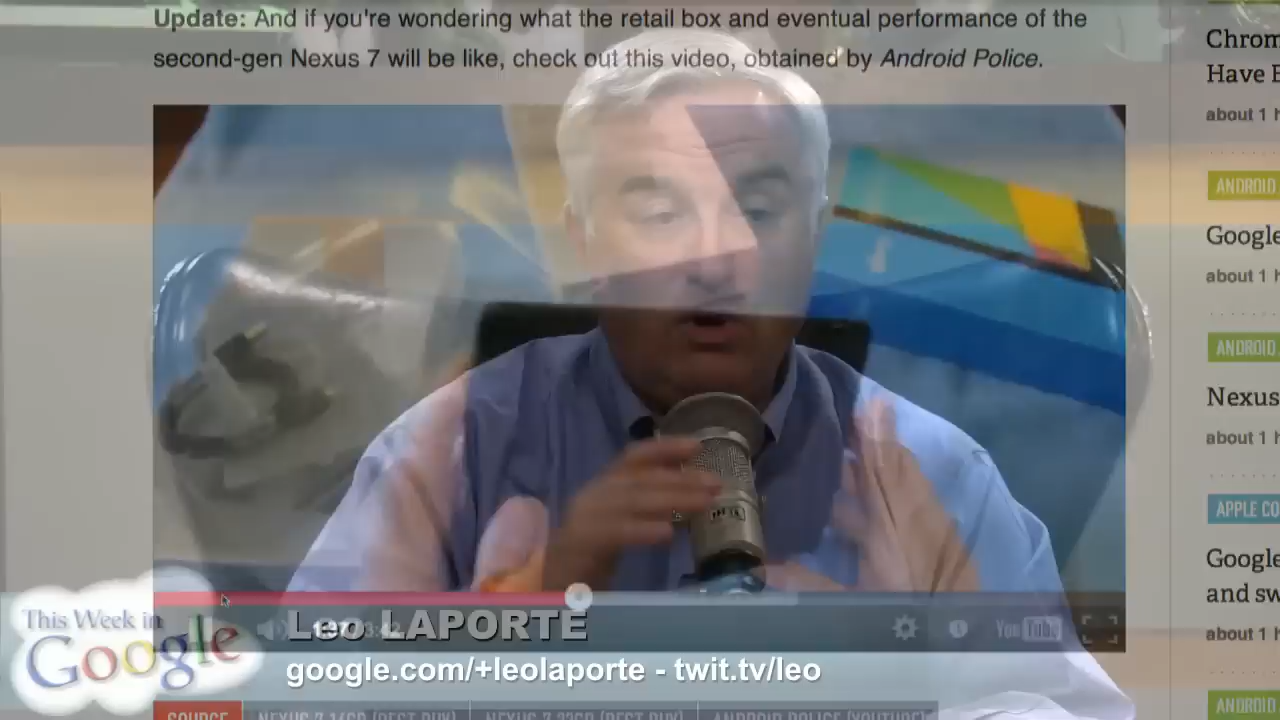 Update: And if you're wondering what the retail box and eventual performance of the
second-gen Nexus 7 will be like, check out this video, obtained by Android Police.
Chrom
Have E
about 1 h
ANDROID
Google
about 1 h
ANDROID
Nexus
about 1 h
APPLE CO
Google
and sw
about 1 h
ANDROID
This Week in
Google
Leo LAPORTE
google.com/+leolaporte - twit.tv/leo
YouTube
SOURCE
NEXUS 7 16GB (BEST BUY)
NEXUS 7 32GB (BEST BUY)
ANDROID POLICE (YOUTUBE)